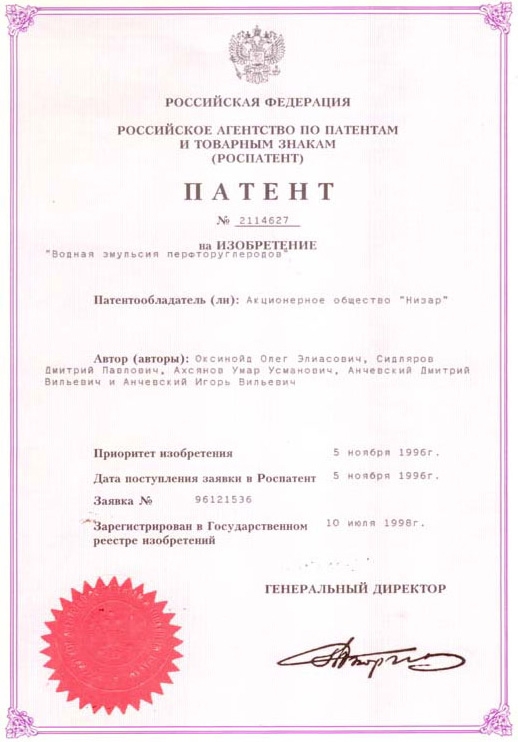 РОССИЙСКАЯ ФЕДЕРАЦИЯ
РОССИЙСКОЕ АГЕНТСТВО ПО ПАТЕНТАМ
И ТОВАРНЫМ ЗНАКАМ
(РОСПАТЕНТ)
ПАТЕНТ
№ 2114627
на ИЗОБРЕТЕНИЕ
"Водная эмульсия перфторуглеродов"
Патентообладатель (ли): Акционерное общество "Низар"
Автор (авторы): Оксинойд Олег Элиасович, Сидляров
Дмитрий Павлович, Ахсянов Умар Усманович, Анчевский Дмитрий
Вильевич и Анчевский Игорь Вильевич
Приоритет изобретения 5 ноября 1996г.
Дата поступления заявки в Роспатент 5 ноября 1996г.
Заявка № 96121536
Зарегистрирован в Государственном 10 июля 1998г.
реестре изобретений
ГЕНЕРАЛЬНЫЙ ДИРЕКТОР